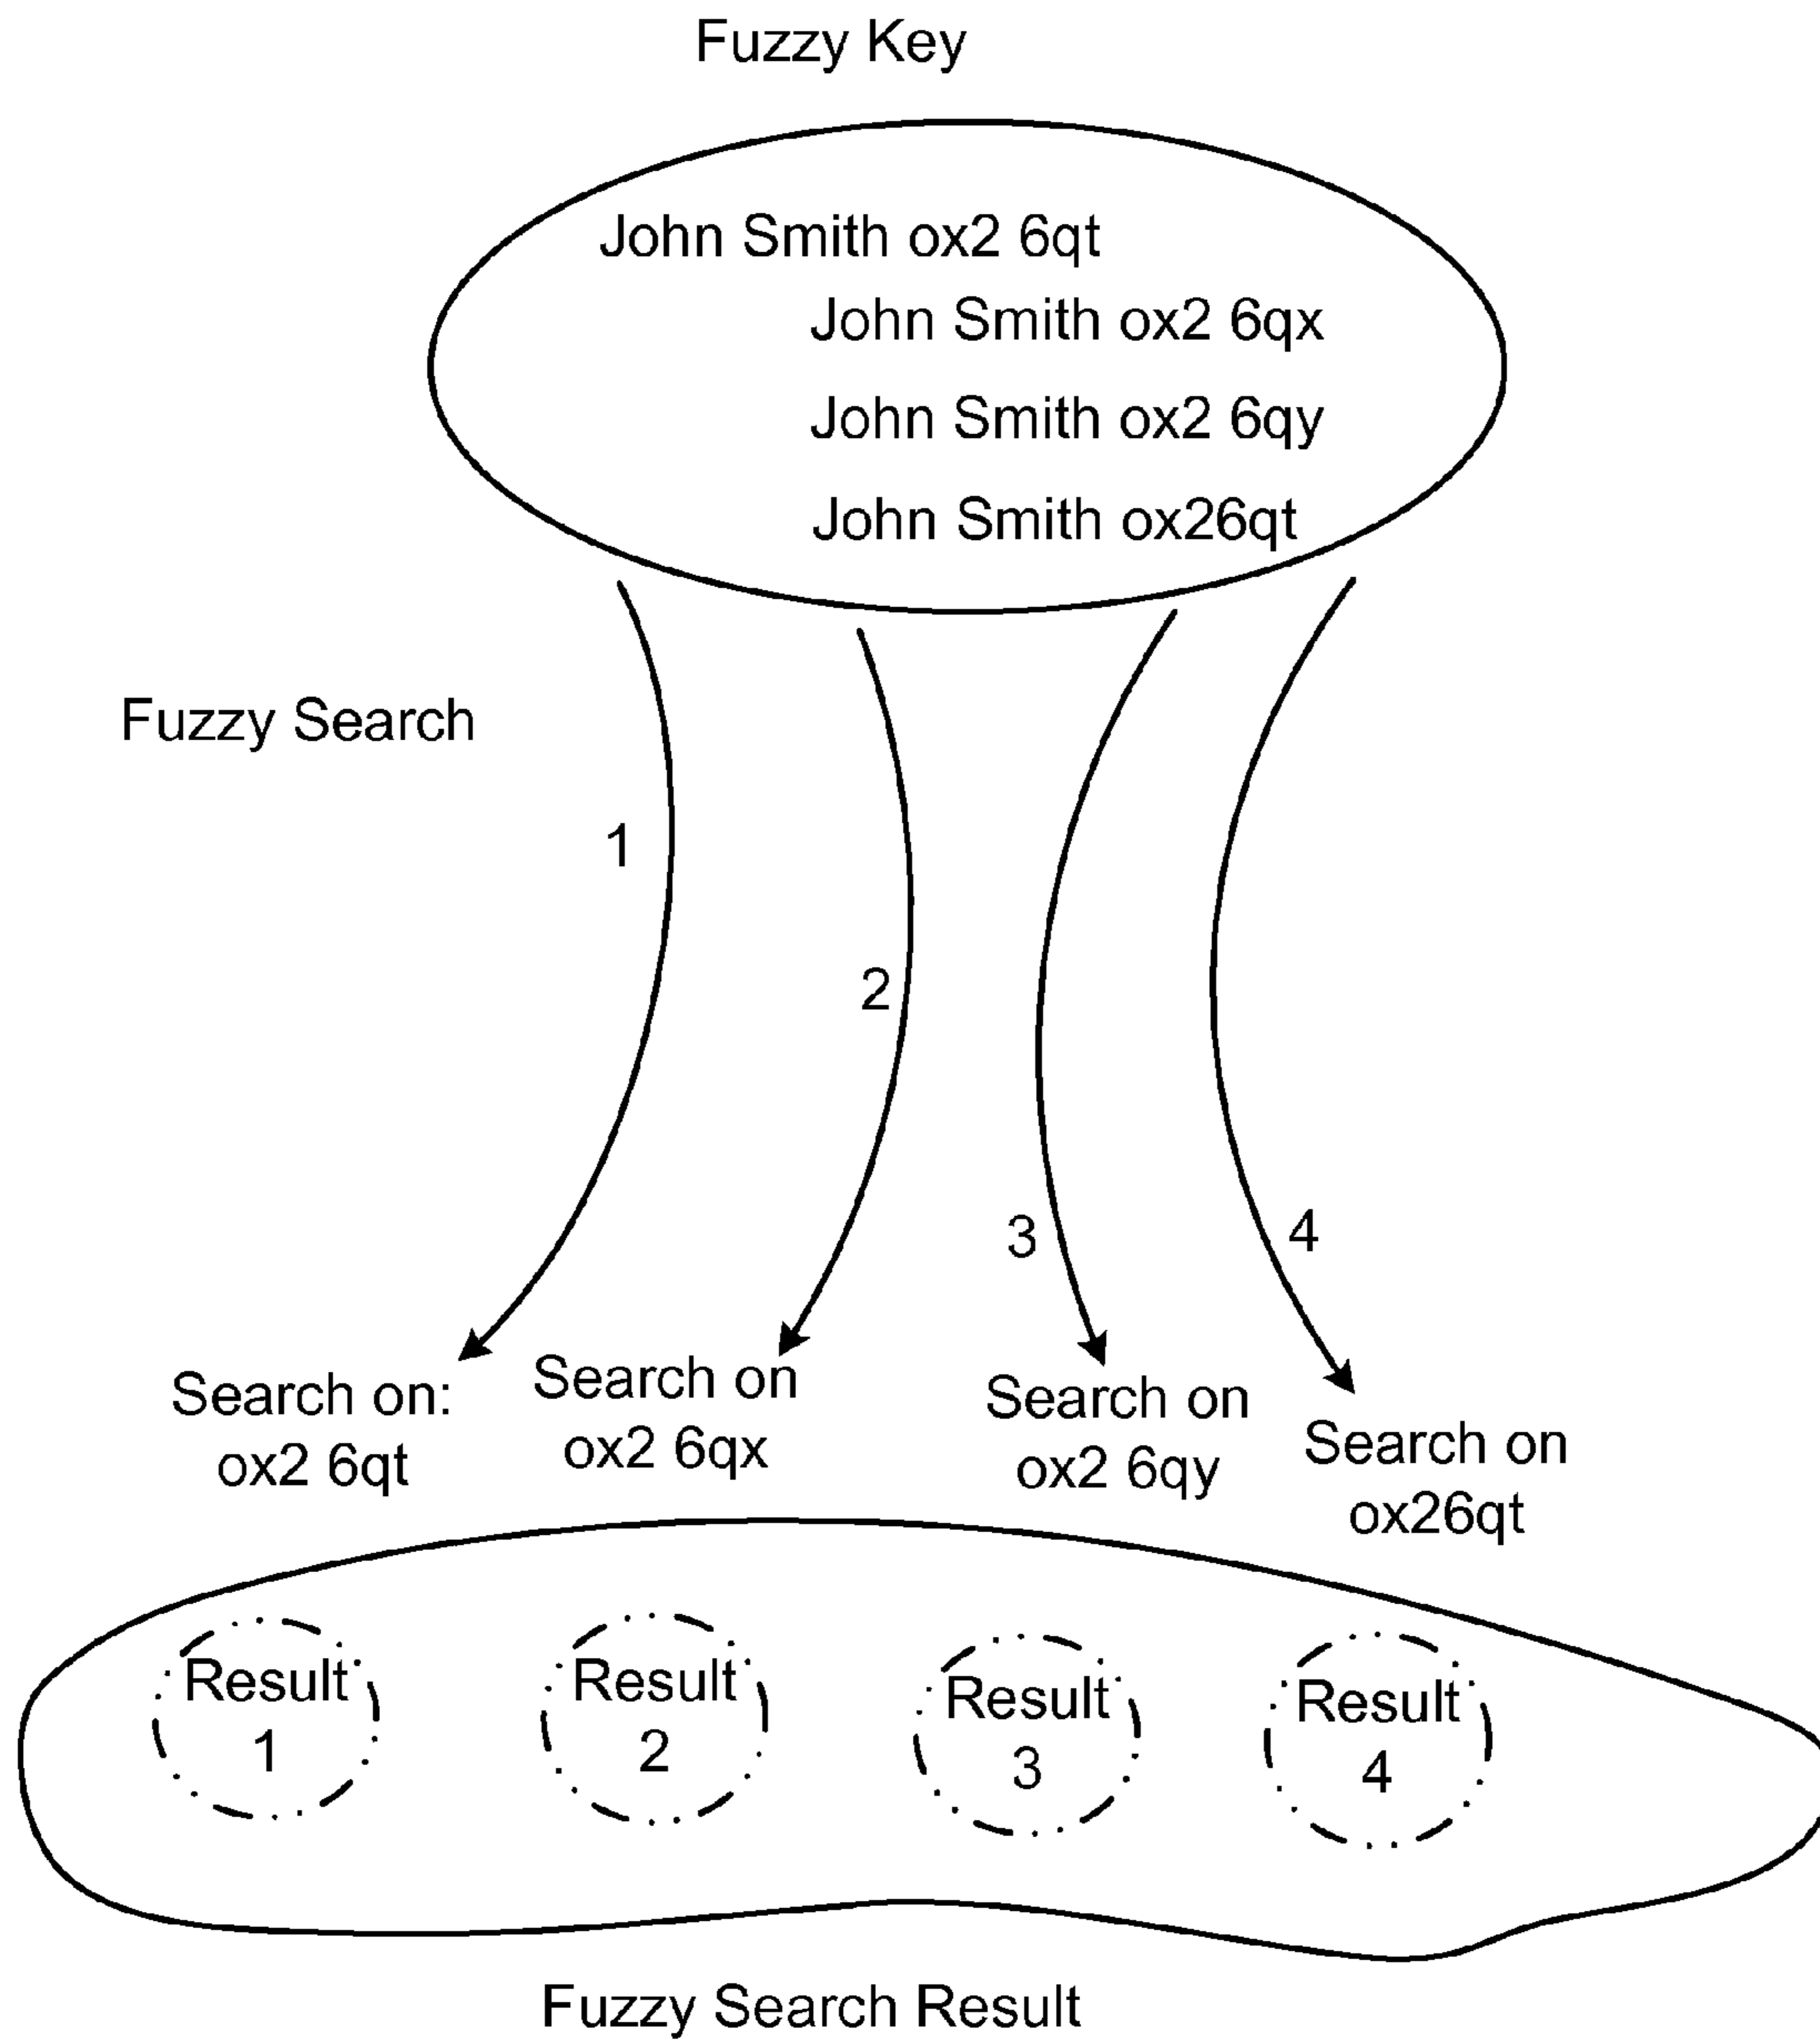 Fuzzy Key
John Smith ox2 6qt
John Smith ox2 6qx
John Smith ox2 6qy
John Smith ox26qt
Fuzzy Search
1
2
3
4
Search on:
ox2 6qt
Search on
ox2 6qx
Search on
ox2 6qy
Search on
ox26qt
Result
1
Result
2
Result
3
Result
4
Fuzzy Search Result